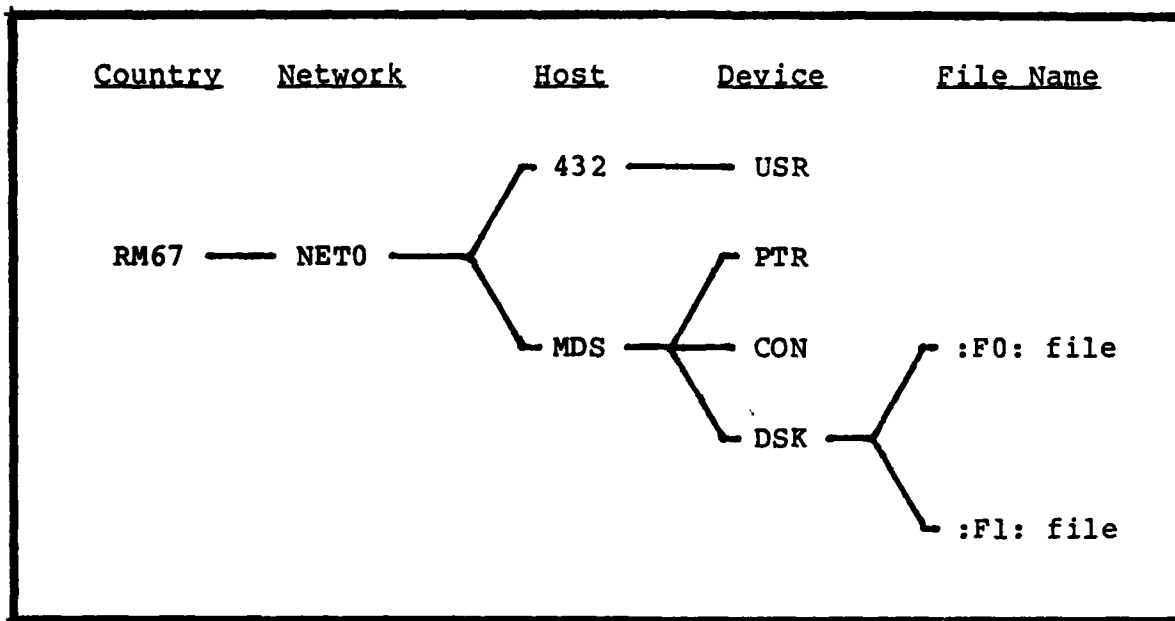 Country Network Host Device File Name
432 USR
RM67 NET0 PTR
MDS CON :F0: file
DSK
:F1: file